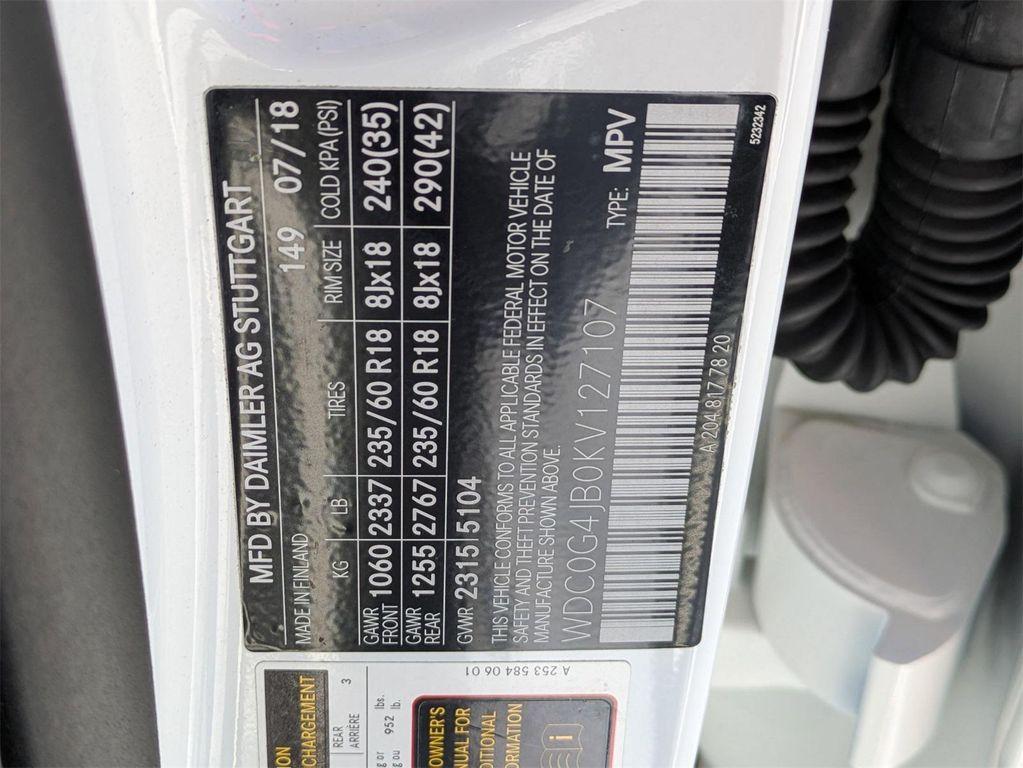 MFD BY DAIMLER AG STUTTGART
MADE IN FINLAND 149 07/18
KG LB TIRES RIM SIZE COLD KPA(PSI)
GAWR FRONT 1060 2337 235/60 R18 8Jx18 240(35)
GAWR REAR 1255 2767 235/60 R18 8Jx18 290(42)
GVWR 2315 5104
THIS VEHICLE CONFORMS TO ALL APPLICABLE FEDERAL MOTOR VEHICLE
SAFETY AND THEFT PREVENTION STANDARDS IN EFFECT ON THE DATE OF
MANUFACTURE SHOWN ABOVE.
WDC0G4JB0KV127107 TYPE: MPV
A 204 817 78 20
5232342
A 253 584 06 01
CHARGEMENT
REAR
ARRIÈRE
3
952 lbs.
ou
lb.
OWNER'S
FOR
i